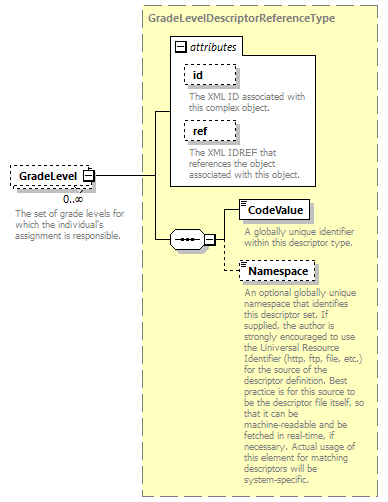 GradeLevelDescriptorReferenceType
attributes
id
The XML ID associated with
this complex object.
ref
The XML IDREF that
references the object
associated with this object.
GradeLevel
0..∞
The set of grade levels for
which the individual's
assignment is responsible.
CodeValue
A globally unique identifier
within this descriptor type.
Namespace
An optional globally unique
namespace that identifies
this descriptor set. If
supplied, the author is
strongly encouraged to use
the Universal Resource
Identifier (http, ftp, file, etc.)
for the source of the
descriptor definition. Best
practice is for this source to
be the descriptor file itself, so
that it can be
machine-readable and be
fetched in real-time, if
necessary. Actual usage of
this element for matching
descriptors will be
system-specific.